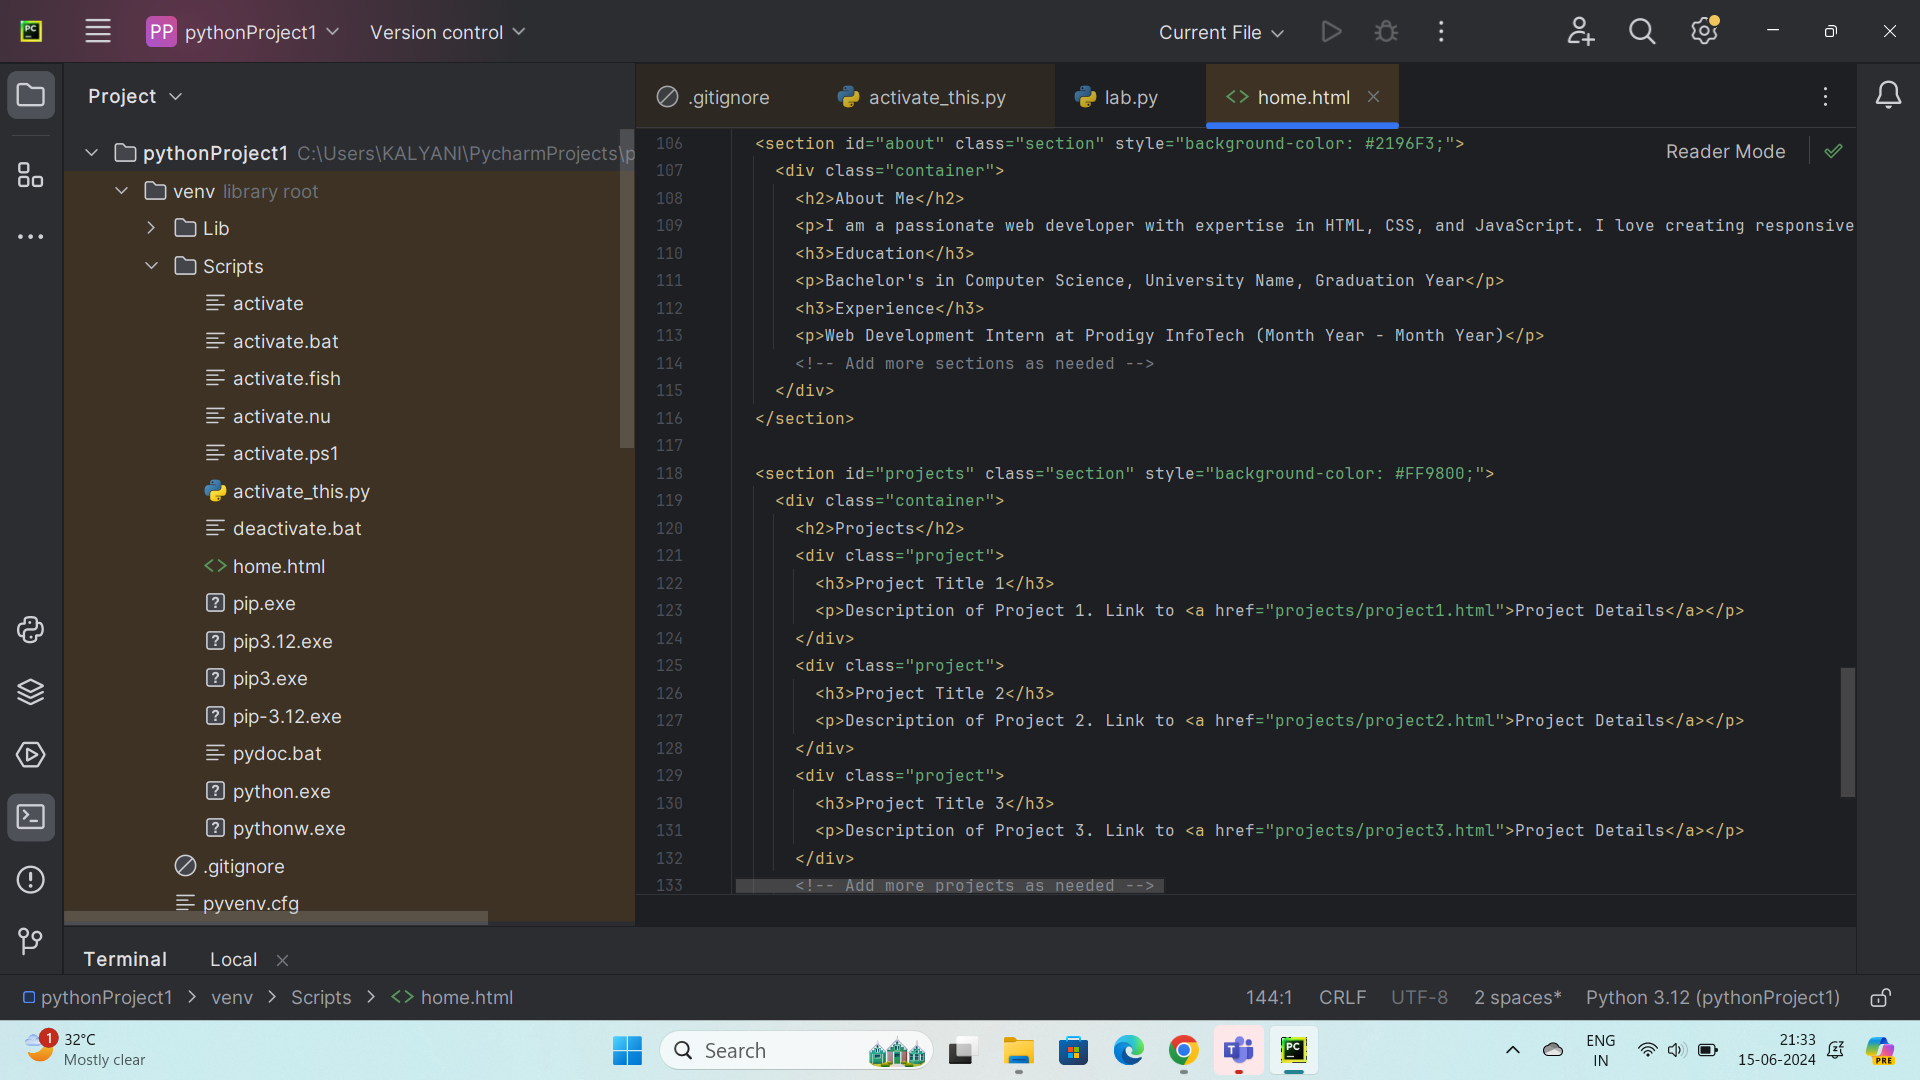 PC
PP pythonProject1
Version control
Current File
Project
.gitignore
activate_this.py
lab.py
home.html
Reader Mode
pythonProject1 C:\Users\KALYANI\PycharmProjects\p
venv library root
Lib
Scripts
activate
activate.bat
activate.fish
activate.nu
activate.ps1
activate_this.py
deactivate.bat
home.html
pip.exe
pip3.12.exe
pip3.exe
pip-3.12.exe
pydoc.bat
python.exe
pythonw.exe
.gitignore
pyvenv.cfg
106 <section id="about" class="section" style="background-color: #2196F3;">
107 <div class="container">
108 <h2>About Me</h2>
109 <p>I am a passionate web developer with expertise in HTML, CSS, and JavaScript. I love creating responsive
110 <h3>Education</h3>
111 <p>Bachelor's in Computer Science, University Name, Graduation Year</p>
112 <h3>Experience</h3>
113 <p>Web Development Intern at Prodigy InfoTech (Month Year - Month Year)</p>
114 <!-- Add more sections as needed -->
115 </div>
116 </section>
117
118 <section id="projects" class="section" style="background-color: #FF9800;">
119 <div class="container">
120 <h2>Projects</h2>
121 <div class="project">
122 <h3>Project Title 1</h3>
123 <p>Description of Project 1. Link to <a href="projects/project1.html">Project Details</a></p>
124 </div>
125 <div class="project">
126 <h3>Project Title 2</h3>
127 <p>Description of Project 2. Link to <a href="projects/project2.html">Project Details</a></p>
128 </div>
129 <div class="project">
130 <h3>Project Title 3</h3>
131 <p>Description of Project 3. Link to <a href="projects/project3.html">Project Details</a></p>
132 </div>
133 <!-- Add more projects as needed -->
Terminal
Local
pythonProject1 > venv > Scripts > home.html
144:1 CRLF UTF-8 2 spaces* Python 3.12 (pythonProject1)
1
32°C
Mostly clear
Search
PC
ENG
IN
21:33
15-06-2024
PRE